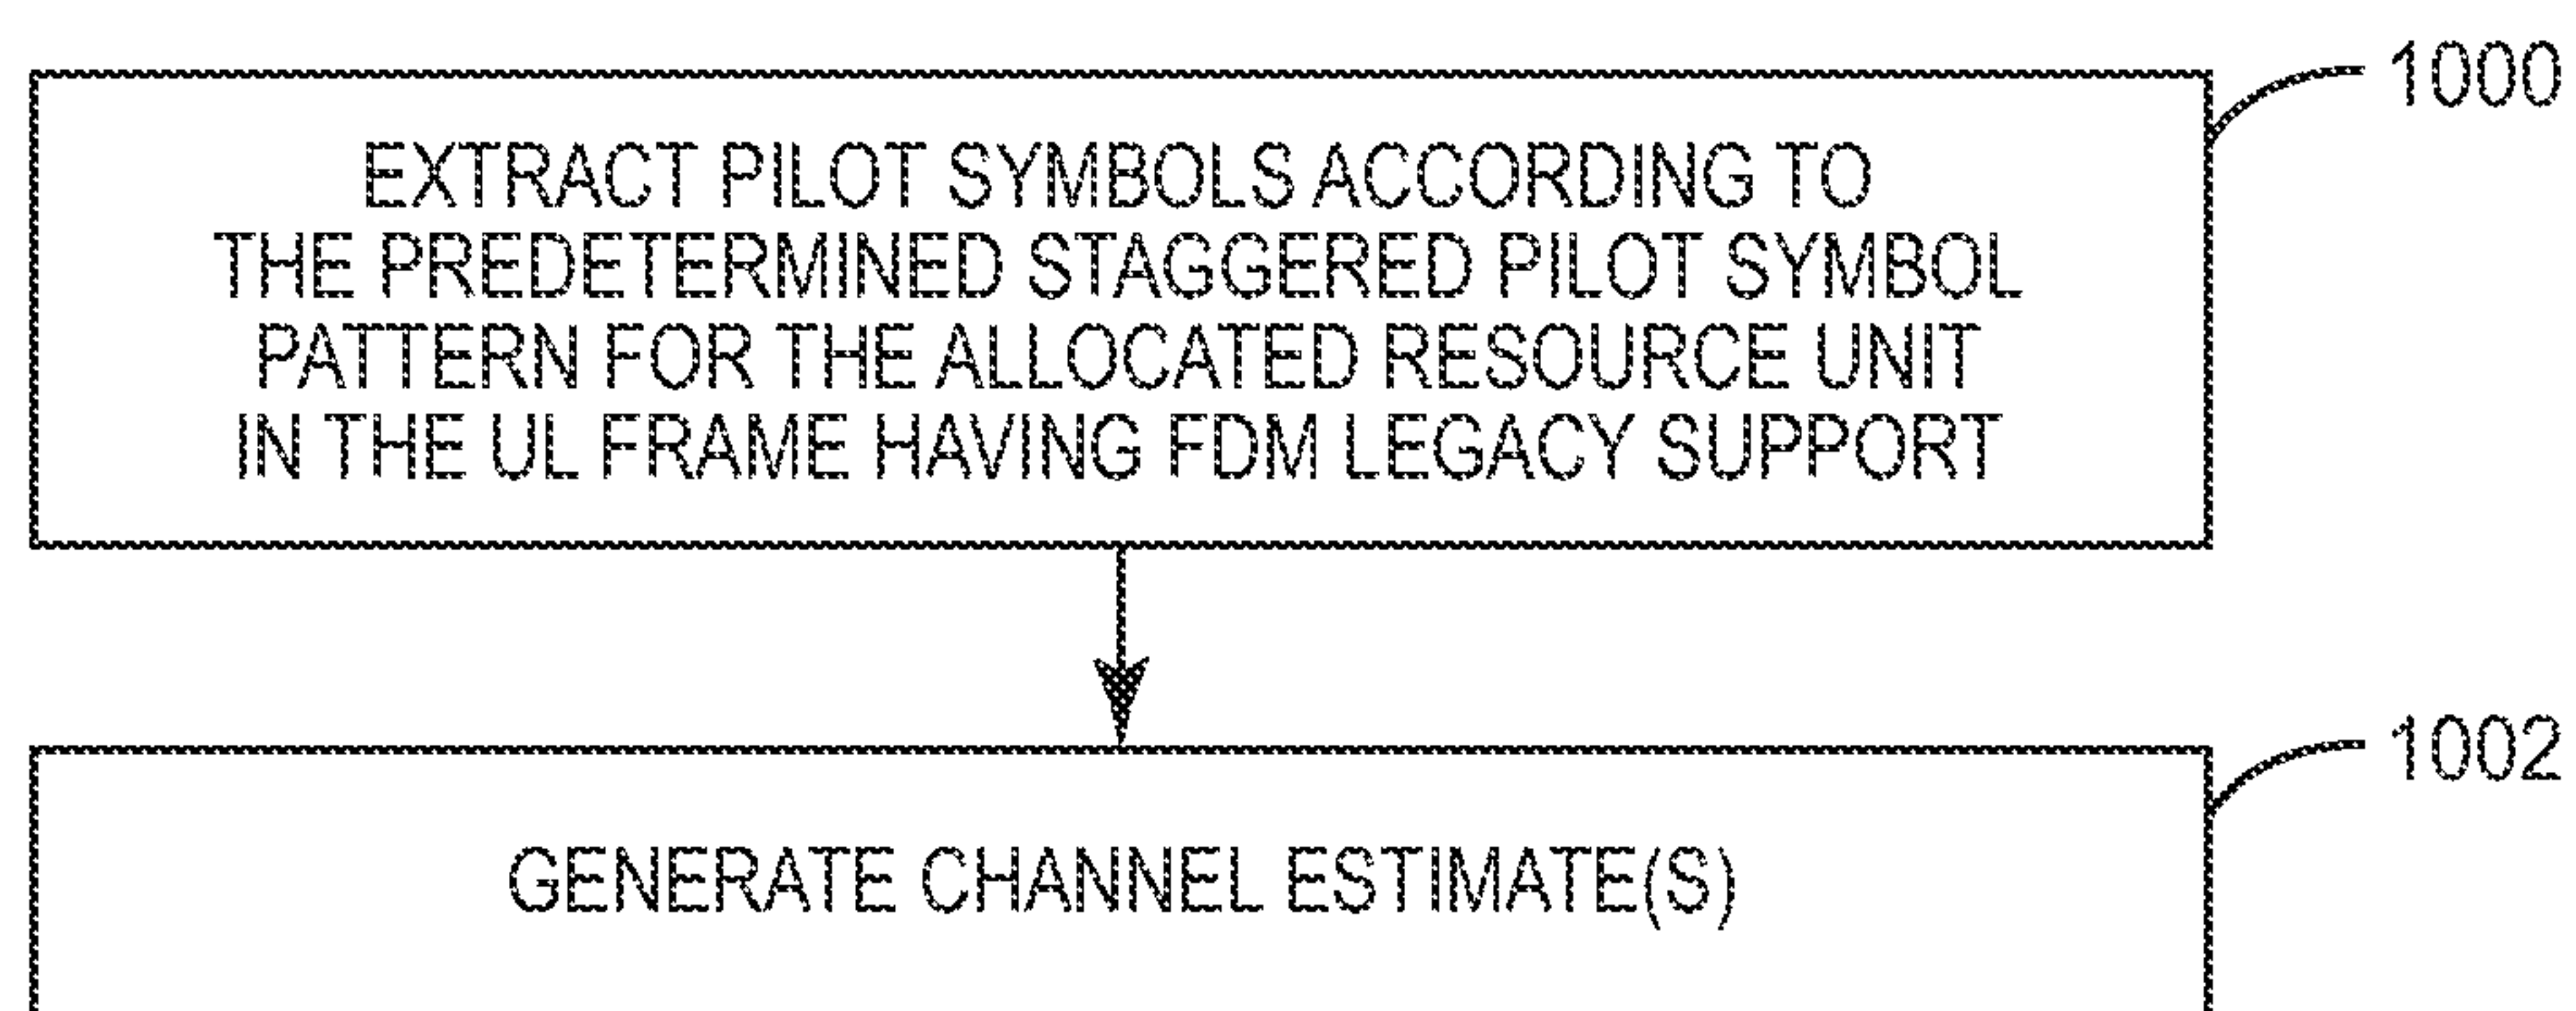 1000
EXTRACT PILOT SYMBOLS ACCORDING TO
THE PREDETERMINED STAGGERED PILOT SYMBOL
PATTERN FOR THE ALLOCATED RESOURCE UNIT
IN THE UL FRAME HAVING FDM LEGACY SUPPORT
1002
GENERATE CHANNEL ESTIMATE(S)